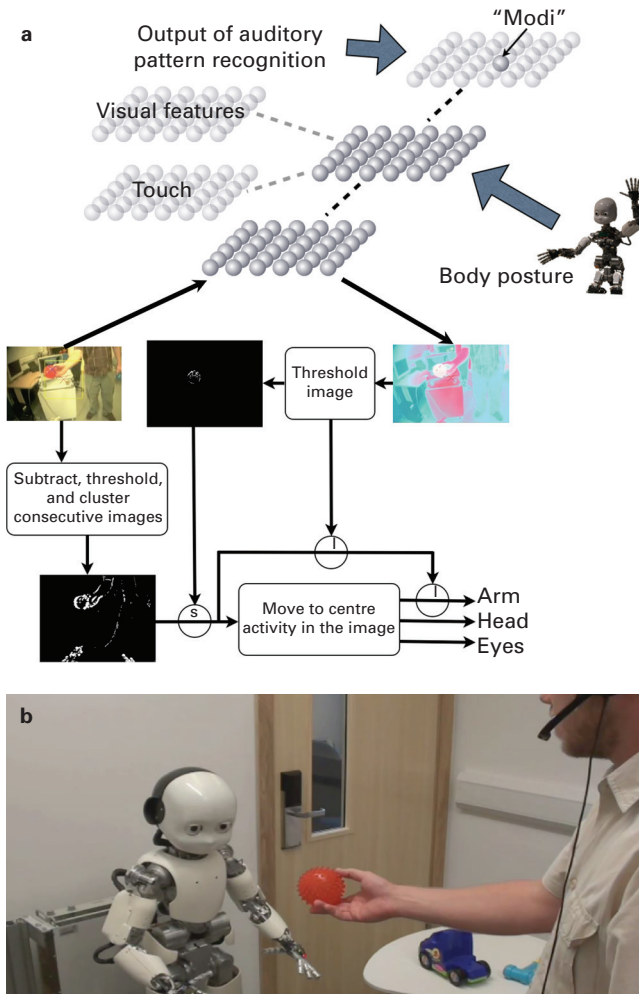 a
Output of auditory
pattern recognition
“Modi”
Visual features
Touch
Body posture
Threshold
image
Subtract, threshold,
and cluster
consecutive images
I
I
s
Move to centre
activity in the image
Arm
Head
Eyes
b